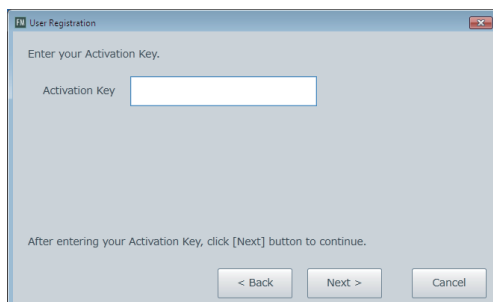 FM User Registration
Enter your Activation Key.
Activation Key
After entering your Activation Key, click [Next] button to continue.
< Back Next > Cancel